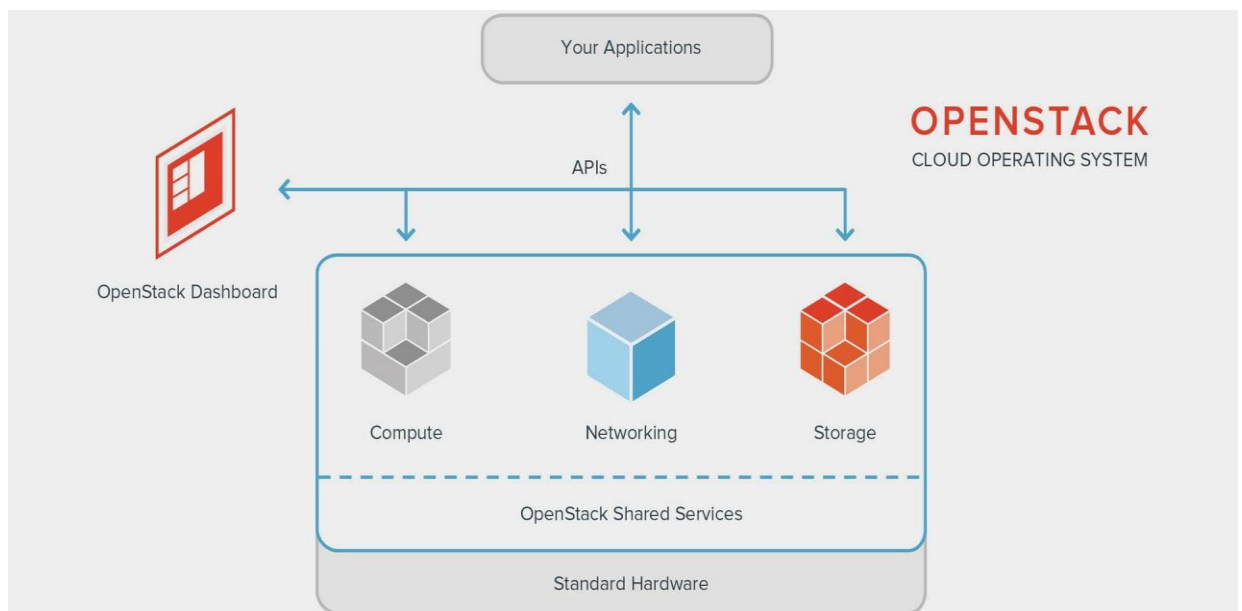 Your Applications
OPENSTACK
CLOUD OPERATING SYSTEM
APIs
OpenStack Dashboard
Compute
Networking
Storage
OpenStack Shared Services
Standard Hardware